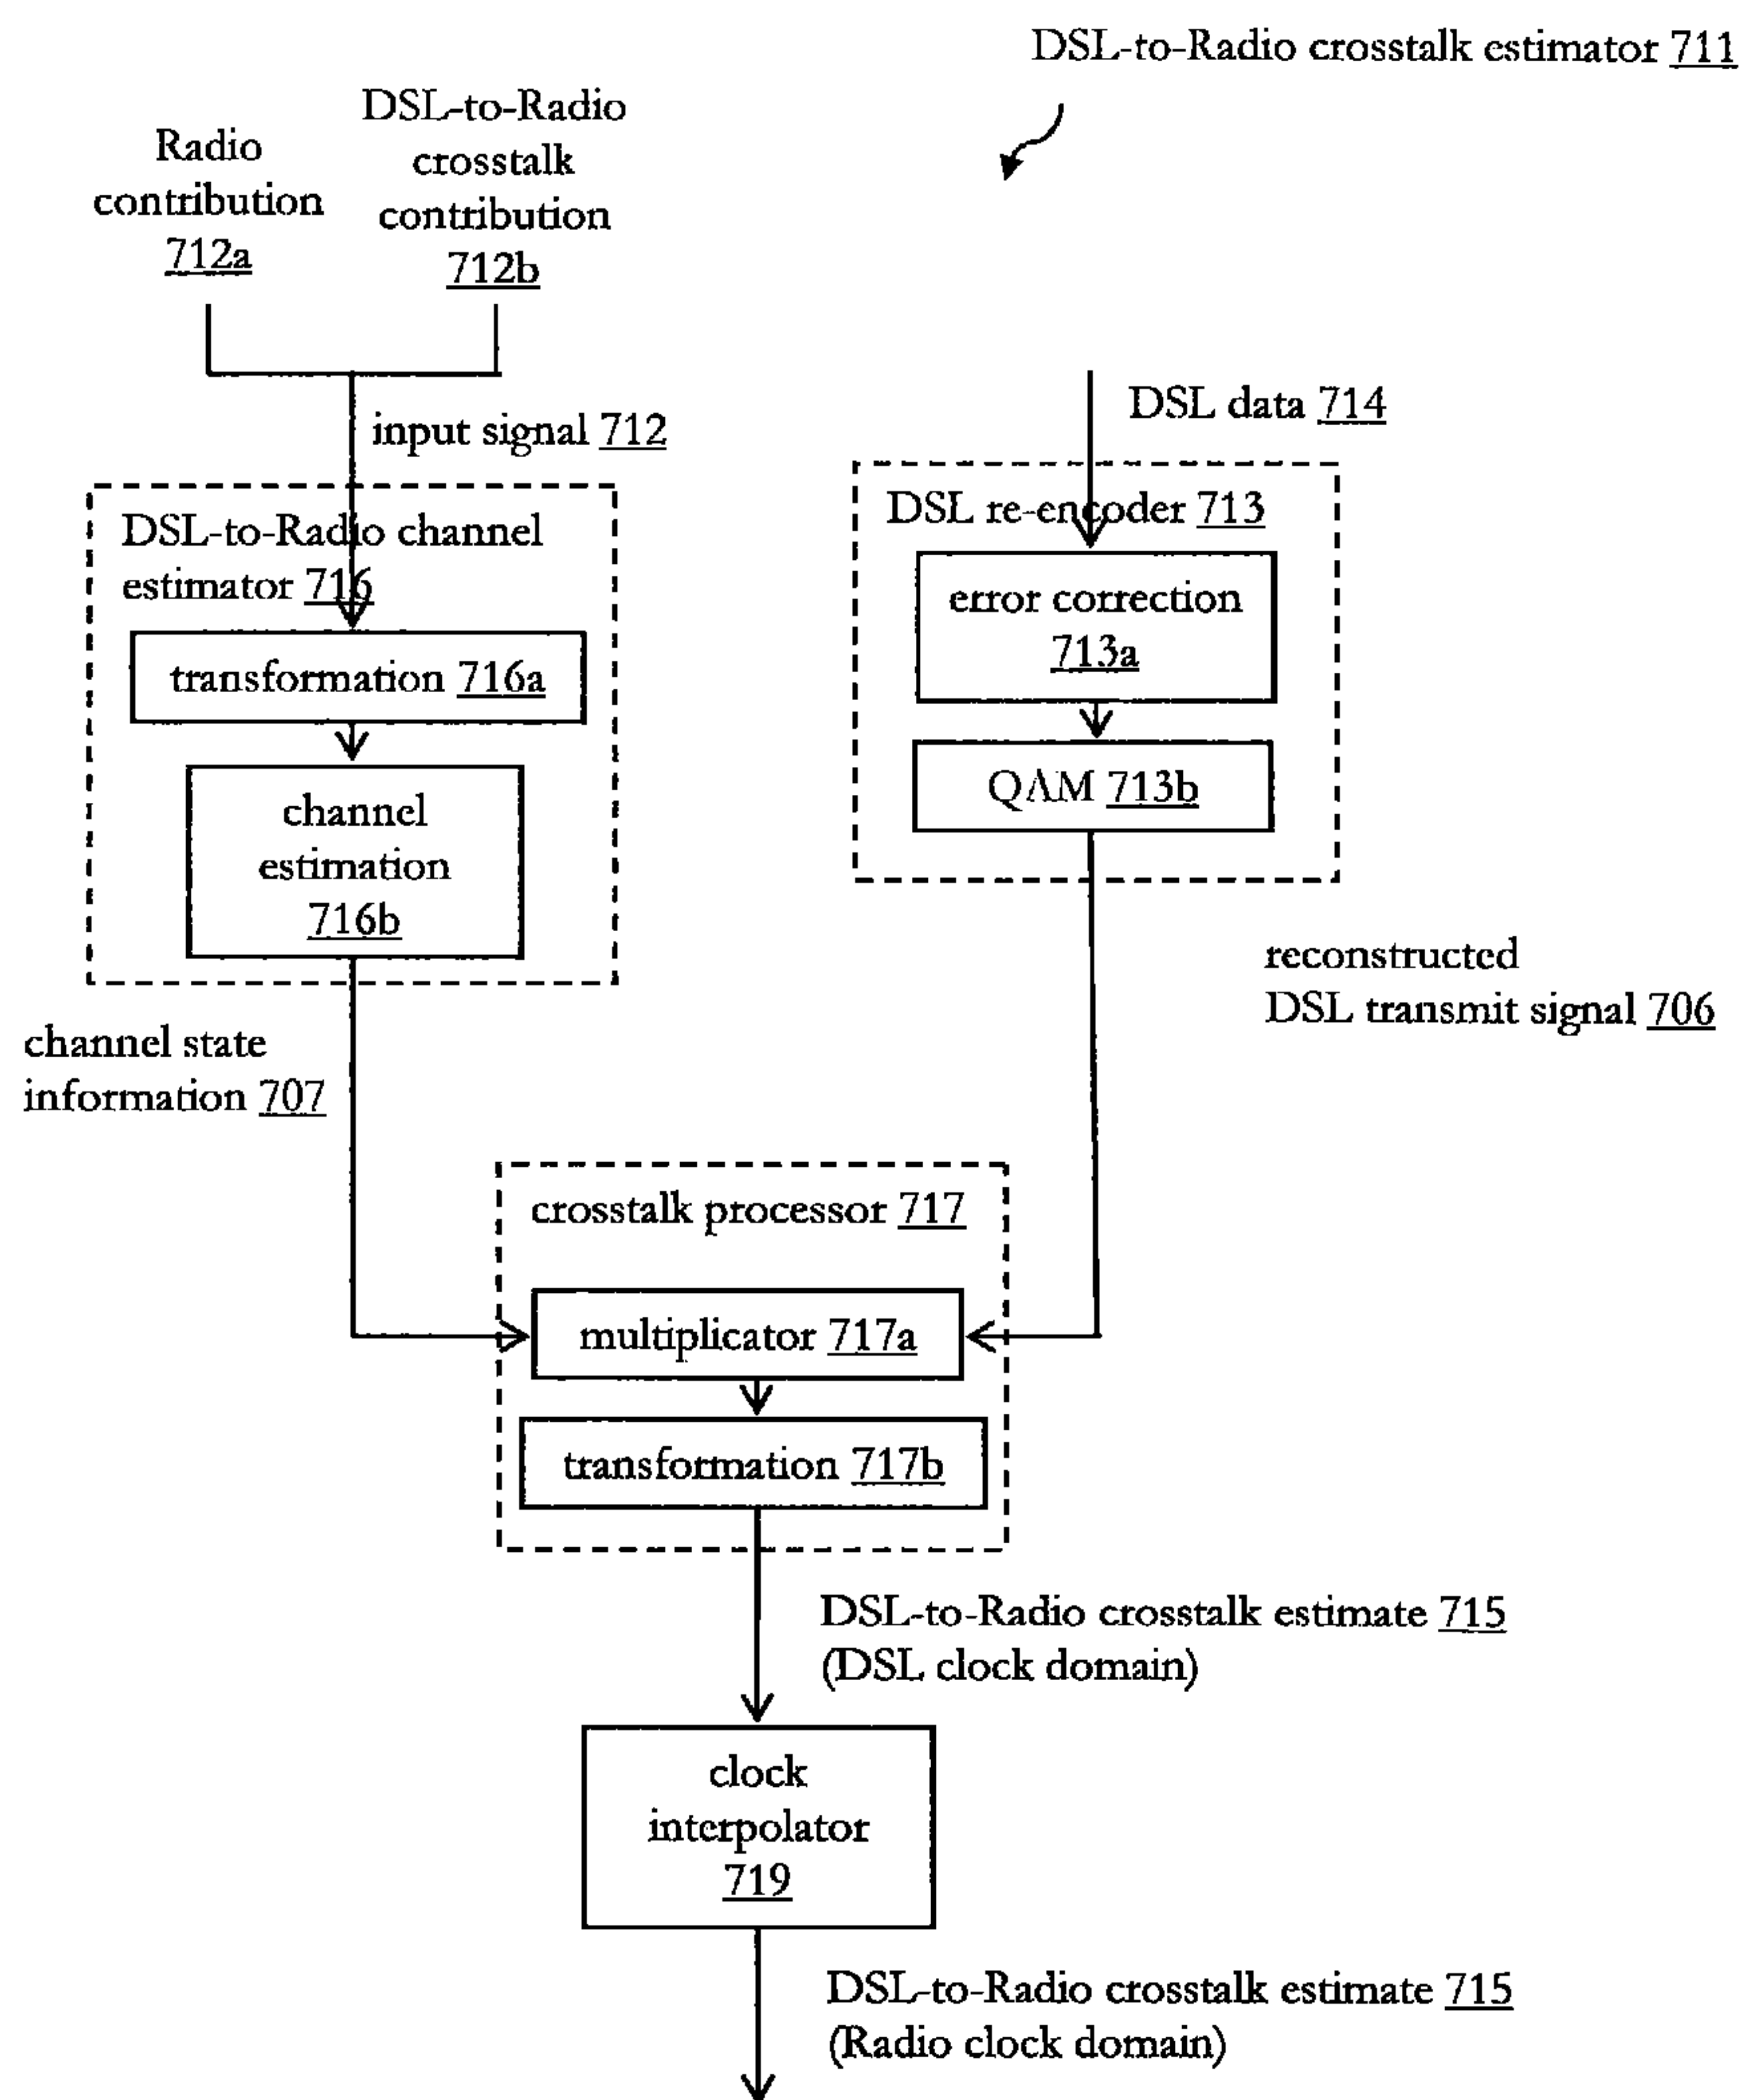 DSL-to-Radio crosstalk estimator 711
Radio
contribution
712a
DSL-to-Radio
crosstalk
contribution
712b
input signal 712
DSL data 714
DSL-to-Radio channel
estimator 716
transformation 716a
channel
estimation
716b
DSL re-encoder 713
error correction
713a
QAM 713b
channel state
information 707
reconstructed
DSL transmit signal 706
crosstalk processor 717
multiplicator 717a
transformation 717b
DSL-to-Radio crosstalk estimate 715
(DSL clock domain)
clock
interpolator
719
DSL-to-Radio crosstalk estimate 715
(Radio clock domain)